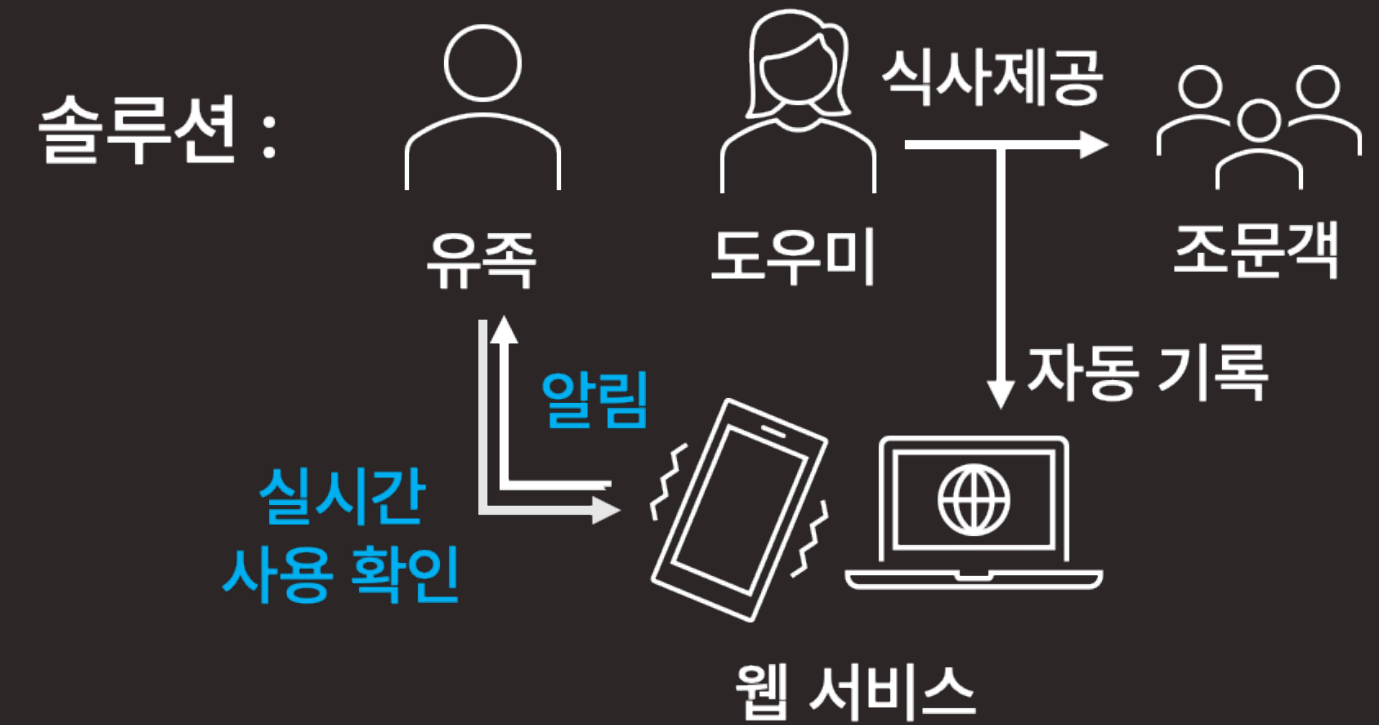 솔루션 :
식사제공
유족
도우미
조문객
알림
자동 기록
실시간
사용 확인
웹 서비스